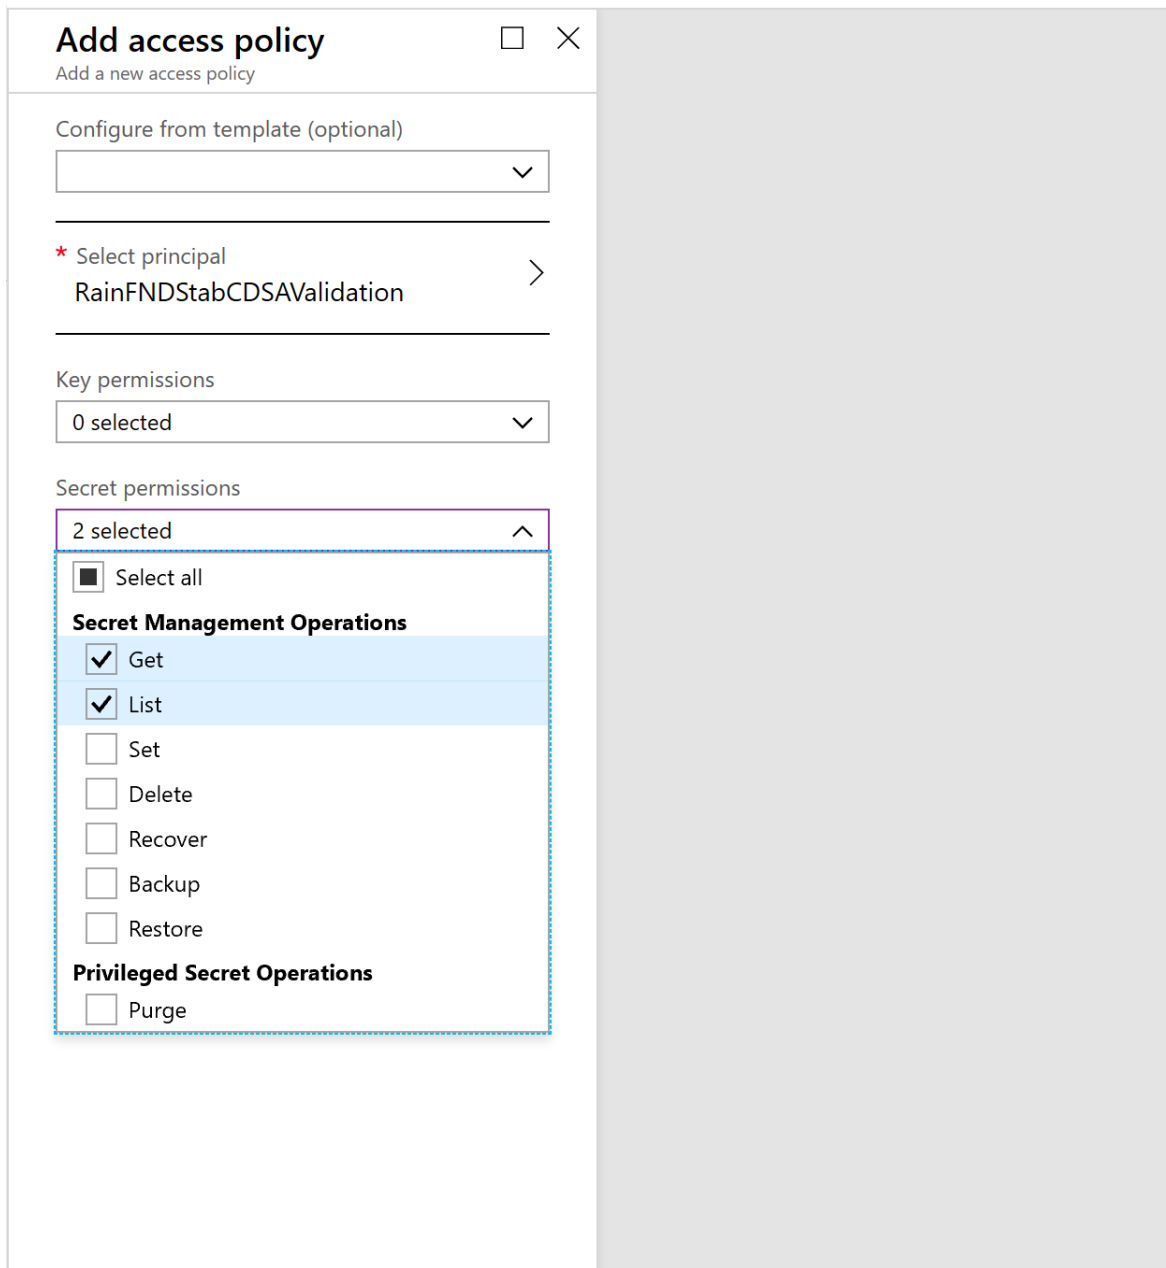 Add access policy
Add a new access policy
Configure from template (optional)
* Select principal
RainFNDStabCDSAValidation
Key permissions
0 selected
Secret permissions
2 selected
Select all
Secret Management Operations
Get
List
Set
Delete
Recover
Backup
Restore
Privileged Secret Operations
Purge